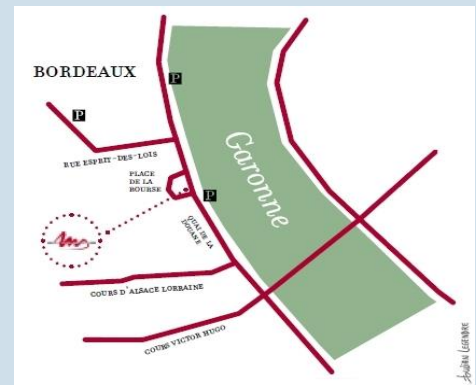 BORDEAUX
P
P
RUE ESPRIT-DES-LOIS
PLACE
DE LA
BOURSE
P
Garonne
QUAI DE LA
DOUANE
COURS D'ALSACE LORRAINE
COURS VICTOR HUGO
LEGENDRE